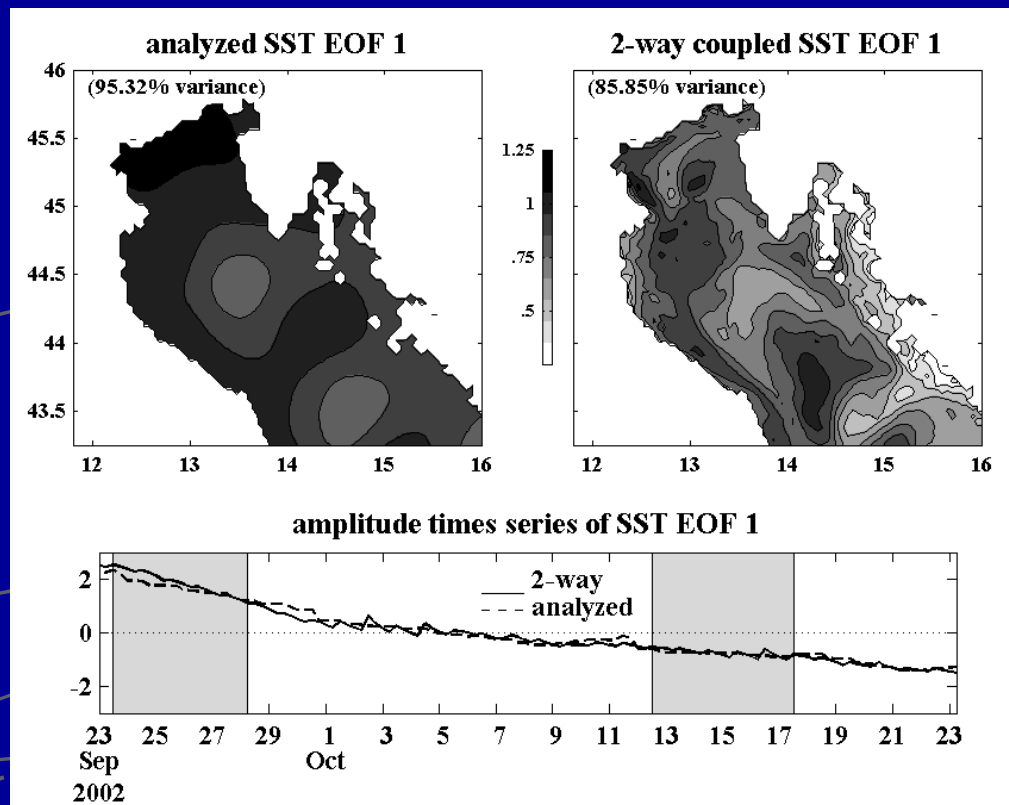 analyzed SST EOF 1
(95.32% variance)
46
45.5
45
44.5
44
43.5
12 13 14 15 16
1.25
1
.75
.5
2-way coupled SST EOF 1
(85.85% variance)
12 13 14 15 16
amplitude times series of SST EOF 1
2-way
analyzed
2
0
-2
23 25 27 29 1 3 5 7 9 11 13 15 17 19 21 23
Sep Oct
2002